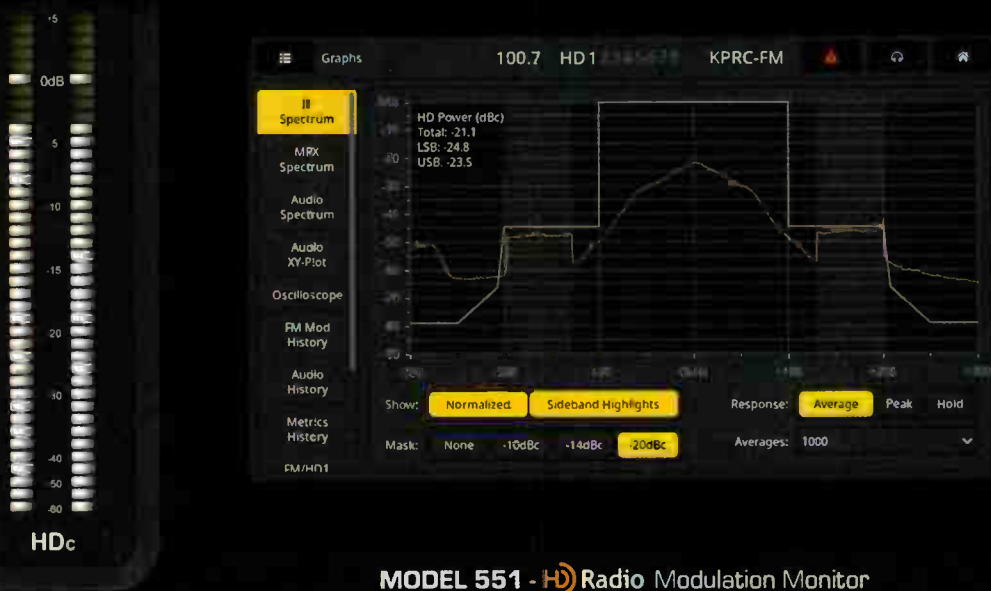 +5
0dB
5
10
15
20
30
40
50
60
HDc
Graphs
100.7 HD1 KPRC-FM
Spectrum
MPX
Spectrum
Audio
Spectrum
Audio
XY-Plot
Oscilloscope
FM Mod
History
Audio
History
Metrics
History
FM/HD1
HD Power (dBc)
Total: -21.1
LSB: -24.8
USB: -23.5
Show: Normalized Sideband Highlights
Response: Average Peak Hold
Mask: None -10dBc -14dBc -20dBc
Averages: 1000
MODEL 551 - HD Radio Modulation Monitor